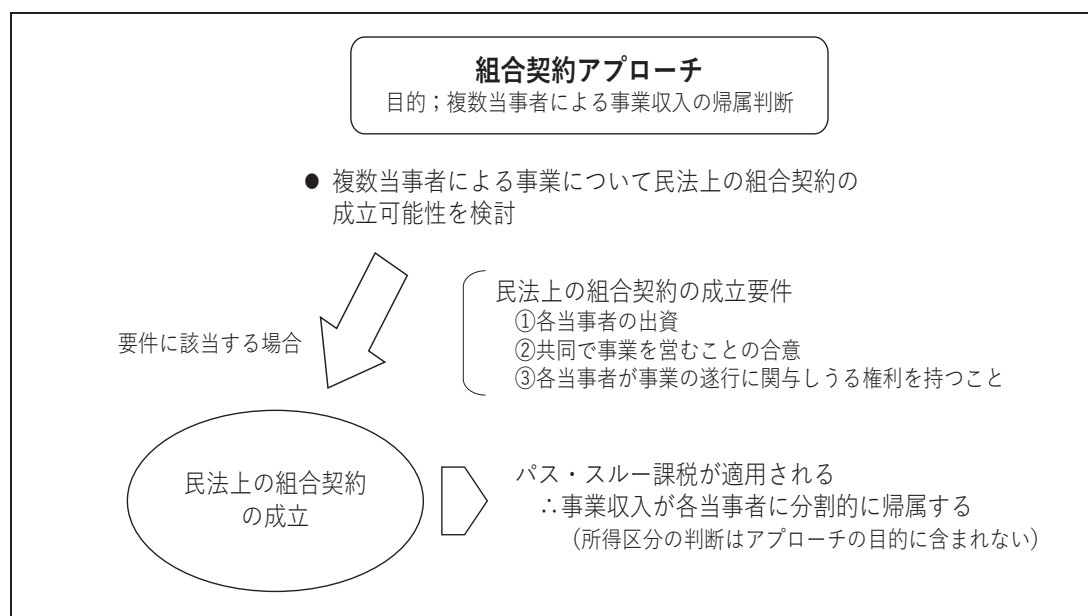 組合契約アプローチ
目的；複数当事者による事業収入の帰属判断
● 複数当事者による事業について民法上の組合契約の
成立可能性を検討
民法上の組合契約の成立要件
①各当事者の出資
②共同で事業を営むことの合意
③各当事者が事業の遂行に関与しうる権利を持つこと
要件に該当する場合
民法上の組合契約
の成立
パス・スルー課税が適用される
∴事業収入が各当事者に分割的に帰属する
（所得区分の判断はアプローチの目的に含まれない）